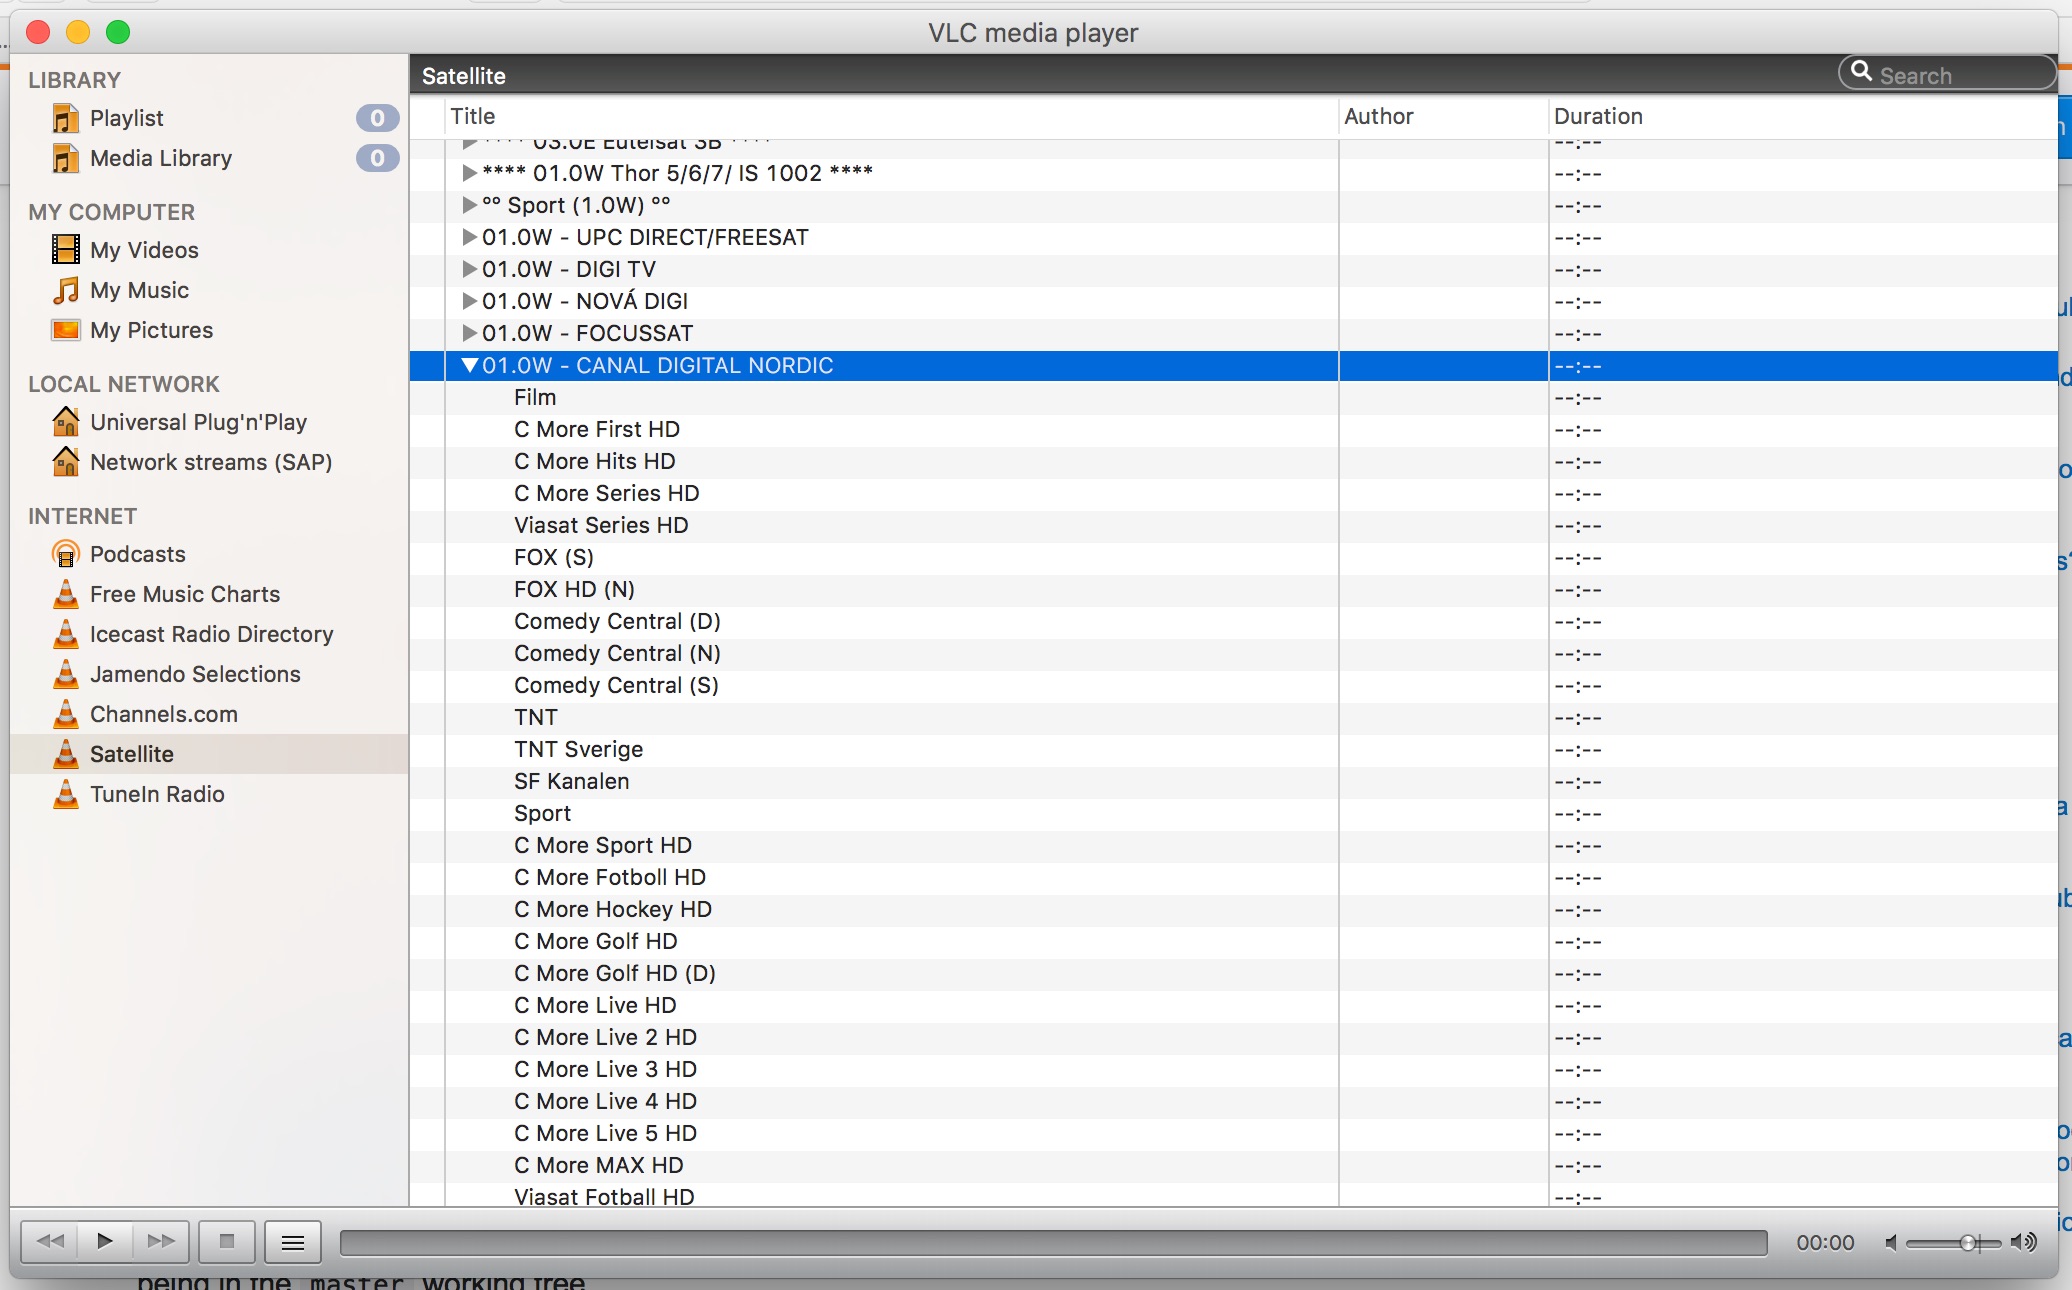 VLC media player
LIBRARY
Playlist 0
Media Library 0
MY COMPUTER
My Videos
My Music
My Pictures
LOCAL NETWORK
Universal Plug'n'Play
Network streams (SAP)
INTERNET
Podcasts
Free Music Charts
Icecast Radio Directory
Jamendo Selections
Channels.com
Satellite
TuneIn Radio
Satellite
Search
Title Author Duration
**** 03.0E Eutelsat 3B **** --:--
**** 01.0W Thor 5/6/7/ IS 1002 **** --:--
°° Sport (1.0W) °° --:--
01.0W - UPC DIRECT/FREESAT --:--
01.0W - DIGI TV --:--
01.0W - NOVÁ DIGI --:--
01.0W - FOCUSSAT --:--
01.0W - CANAL DIGITAL NORDIC --:--
Film --:--
C More First HD --:--
C More Hits HD --:--
C More Series HD --:--
Viasat Series HD --:--
FOX (S) --:--
FOX HD (N) --:--
Comedy Central (D) --:--
Comedy Central (N) --:--
Comedy Central (S) --:--
TNT --:--
TNT Sverige --:--
SF Kanalen --:--
Sport --:--
C More Sport HD --:--
C More Fotboll HD --:--
C More Hockey HD --:--
C More Golf HD --:--
C More Golf HD (D) --:--
C More Live HD --:--
C More Live 2 HD --:--
C More Live 3 HD --:--
C More Live 4 HD --:--
C More Live 5 HD --:--
C More MAX HD --:--
Viasat Fotball HD --:--
00:00
being in the master working tree